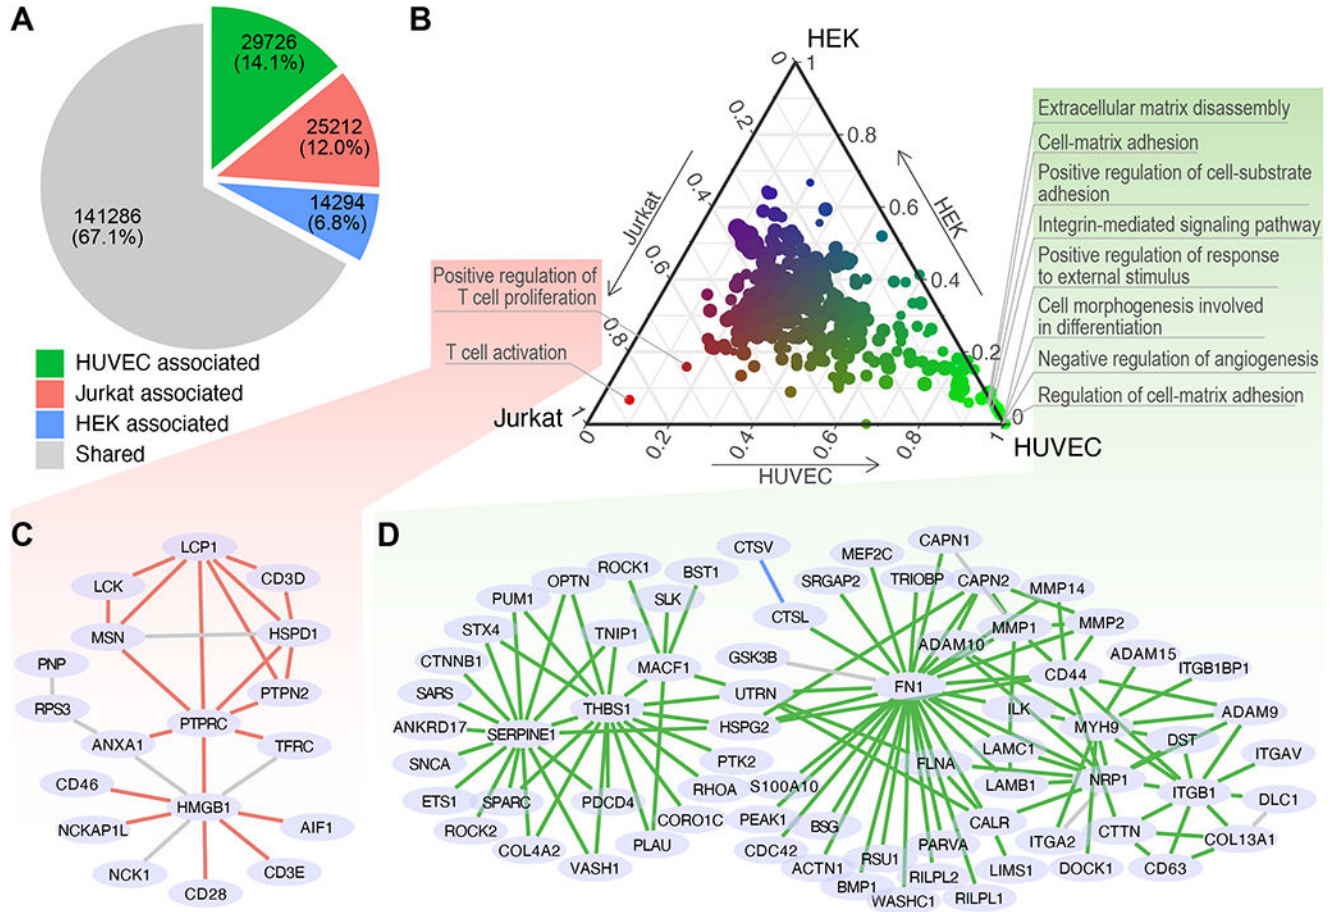 A
29726
(14.1%)
25212
(12.0%)
14294
(6.8%)
141286
(67.1%)
HUVEC associated
Jurkat associated
HEK associated
Shared
B
HEK
0
1
0.2
0.8
0.4
0.6
Jurkat
HEK
0.6
0.4
0.8
0.2
1
0
Jurkat
0
0.2
0.4
0.6
0.8
1
HUVEC
HUVEC
Positive regulation of
T cell proliferation
T cell activation
Extracellular matrix disassembly
Cell-matrix adhesion
Positive regulation of cell-substrate
adhesion
Integrin-mediated signaling pathway
Positive regulation of response
to external stimulus
Cell morphogenesis involved
in differentiation
Negative regulation of angiogenesis
Regulation of cell-matrix adhesion
C
LCP1
LCK
CD3D
MSN
HSPD1
PNP
PTPN2
RPS3
PTPRC
ANXA1
TFRC
CD46
HMGB1
NCKAP1L
AIF1
NCK1
CD3E
CD28
D
CTSV
CAPN1
MEF2C
ROCK1
BST1
OPTN
SRGAP2
TRIOBP
CAPN2
MMP14
PUM1
SLK
CTSL
STX4
TNIP1
MMP1
MMP2
ADAM10
CTNNB1
MACF1
GSK3B
ADAM15
ITGB1BP1
SARS
UTRN
FN1
CD44
THBS1
ILK
ADAM9
ANKRD17
SERPINE1
HSPG2
MYH9
DST
SNCA
PTK2
LAMC1
ITGAV
FLNA
S100A10
RHOA
LAMB1
NRP1
ITGB1
ETS1
SPARC
PDCD4
DLC1
ROCK2
CORO1C
PEAK1
BSG
CALR
CTTN
COL13A1
COL4A2
PLAU
CDC42
PARVA
ITGA2
VASH1
ACTN1
RSU1
LIMS1
DOCK1
CD63
BMP1
RILPL2
WASHC1
RILPL1